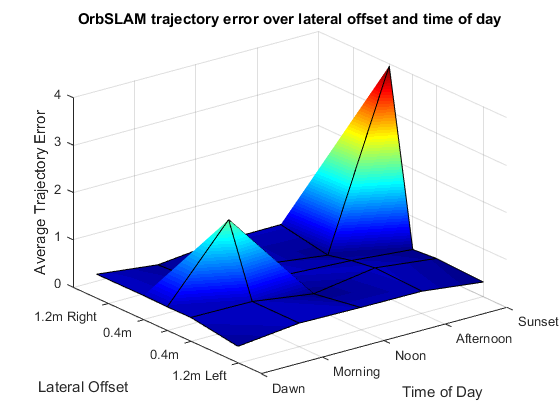 OrbSLAM trajectory error over lateral offset and time of day
Average Trajectory Error
4
3
2
1
0
1.2m Right
0.4m
0.4m
1.2m Left
Lateral Offset
Dawn
Morning
Noon
Afternoon
Sunset
Time of Day